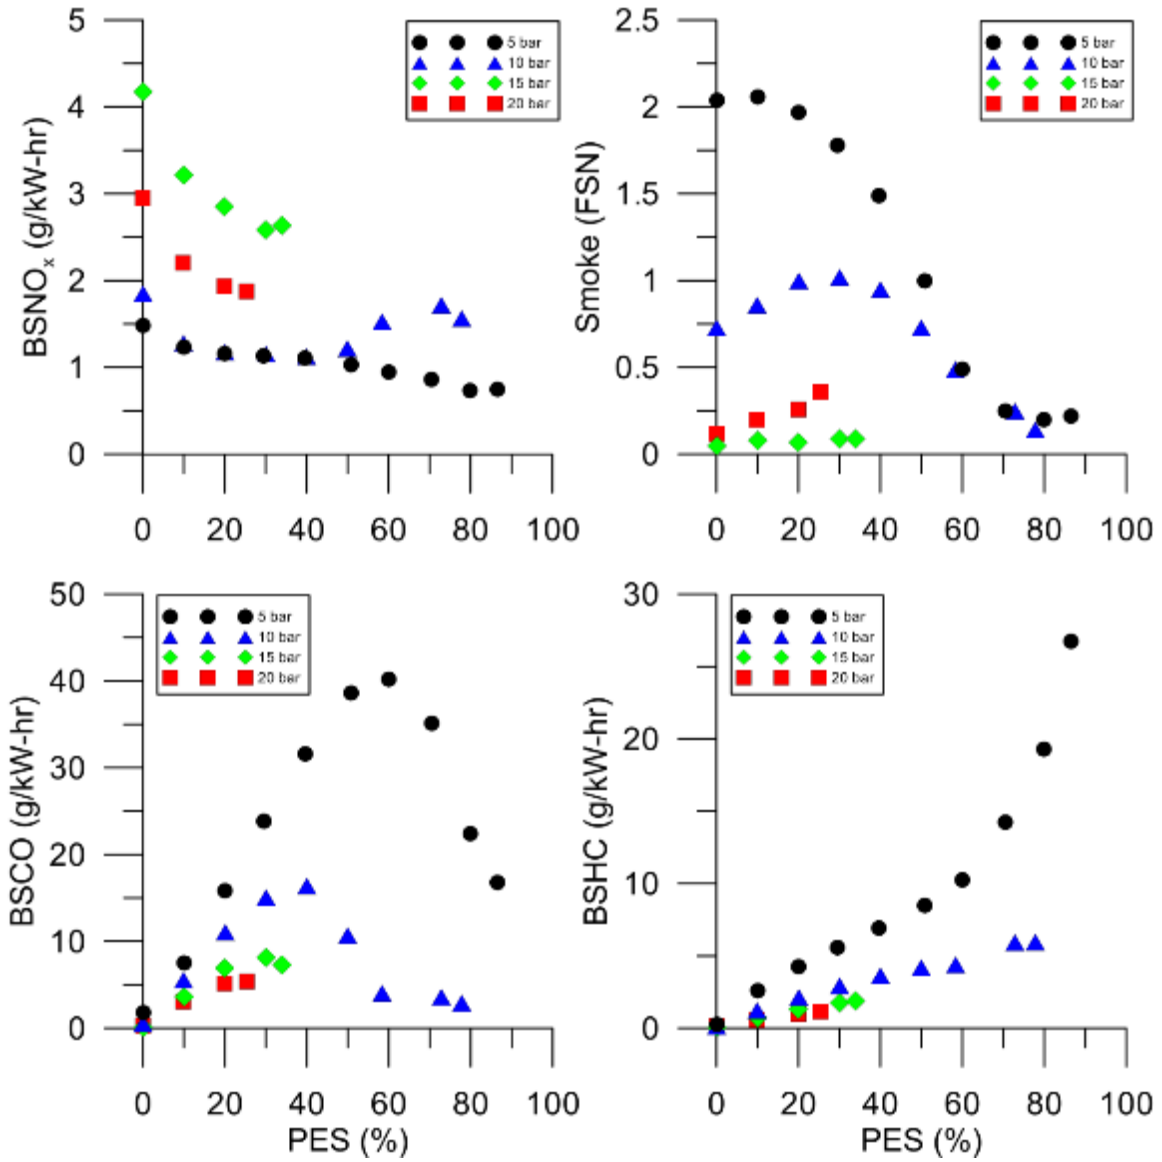 BSNOx (g/kW-hr)
5
4
3
2
1
0
0 20 40 60 80 100
5 bar
10 bar
15 bar
20 bar
Smoke (FSN)
2.5
2
1.5
1
0.5
0
0 20 40 60 80 100
5 bar
10 bar
15 bar
20 bar
BSCO (g/kW-hr)
50
40
30
20
10
0
0 20 40 60 80 100
PES (%)
5 bar
10 bar
15 bar
20 bar
BSHC (g/kW-hr)
30
20
10
0
0 20 40 60 80 100
PES (%)
5 bar
10 bar
15 bar
20 bar